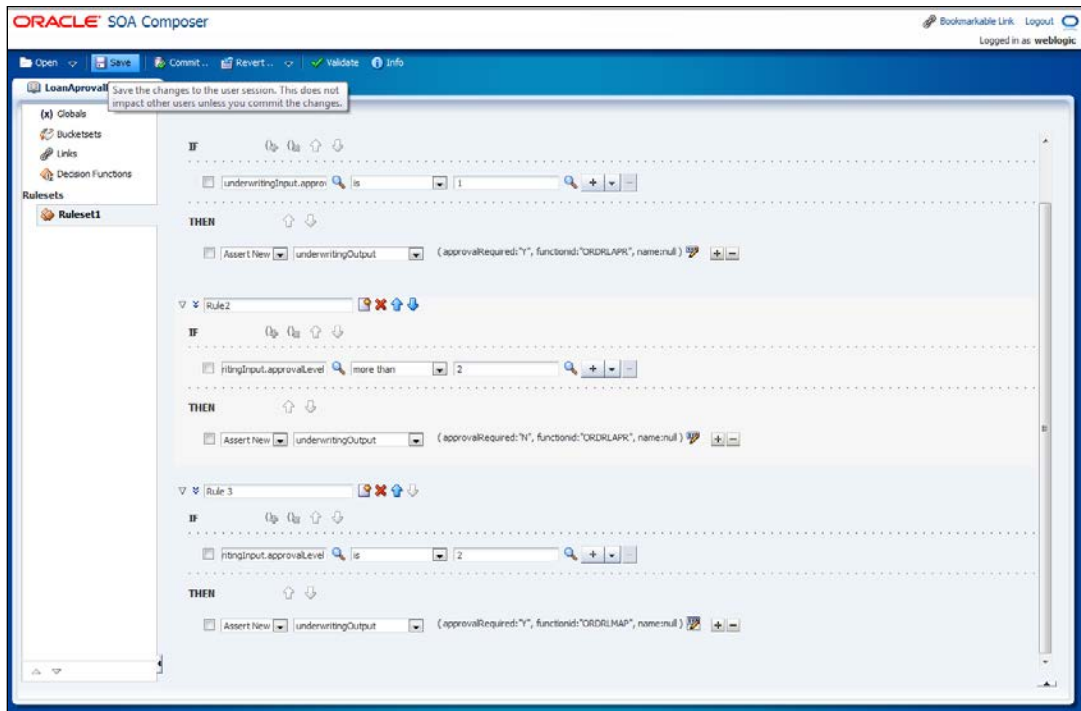 ORACLE SOA Composer
Bookmarkable Link Logout
Logged in as weblogic
Open Save Commit.. Revert.. Validate Info
LoanAprovalR
Save the changes to the user session. This does not
impact other users unless you commit the changes.
(x) Globals
Bucketsets
Links
Decision Functions
Rulesets
Ruleset1
IF
underwritingInput.approv is 1
THEN
Assert New underwritingOutput (approvalRequired:"Y", functionid:"ORDRLAPR", name:null)
Rule2
IF
ritingInput.approvalLevel more than 2
THEN
Assert New underwritingOutput (approvalRequired:"N", functionid:"ORDRLAPR", name:null)
Rule 3
IF
ritingInput.approvalLevel is 2
THEN
Assert New underwritingOutput (approvalRequired:"Y", functionid:"ORDRLMAP", name:null)